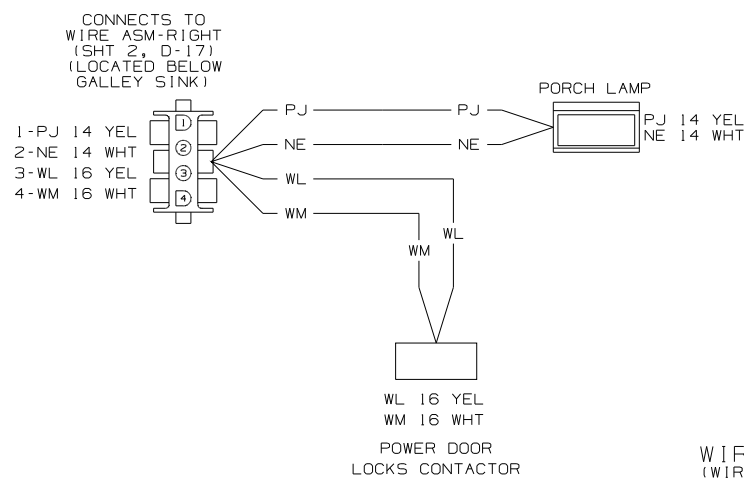 CONNECTS TO
WIRE ASM-RIGHT
(SHT 2, D-17)
(LOCATED BELOW
GALLEY SINK)
1-PJ 14 YEL
2-NE 14 WHT
3-WL 16 YEL
4-WM 16 WHT
1
2
3
4
PJ
PJ
NE
NE
WL
WM
WL
WM
PORCH LAMP
PJ 14 YEL
NE 14 WHT
WL 16 YEL
WM 16 WHT
POWER DOOR
LOCKS CONTACTOR